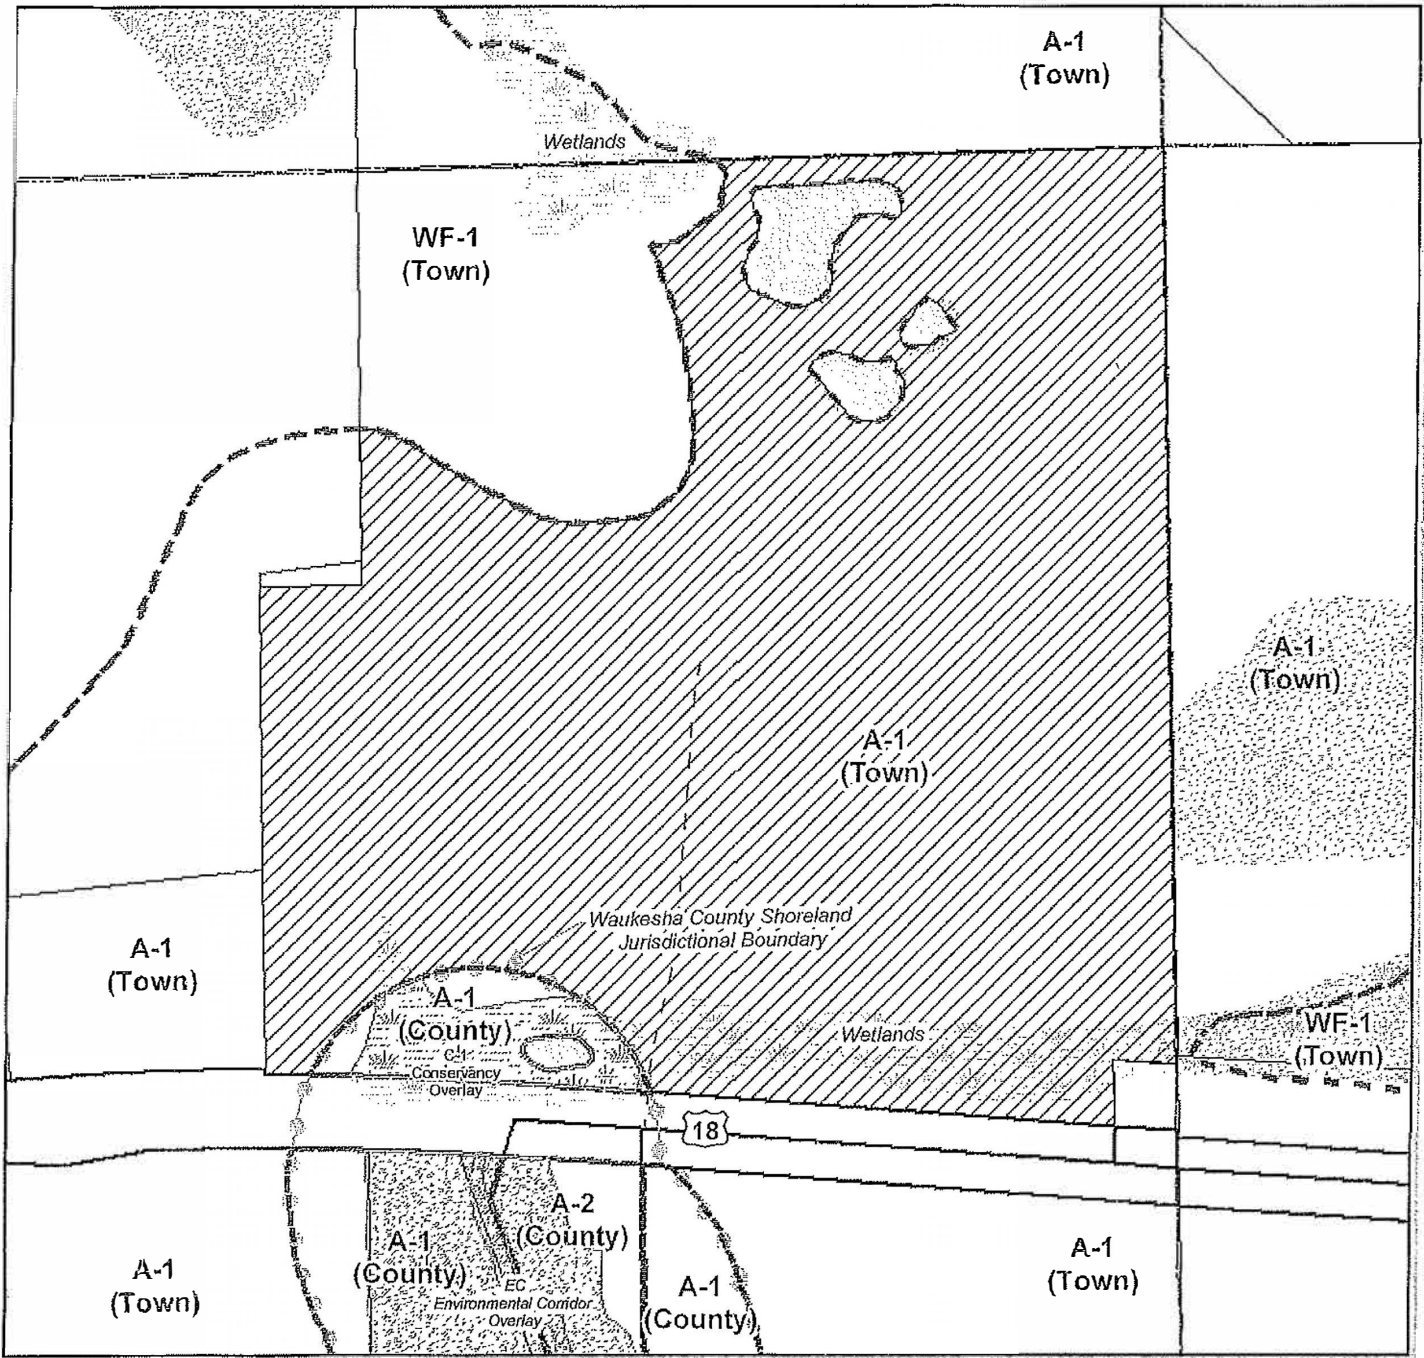 A-1
(Town)
Wetlands
WF-1
(Town)
A-1
(Town)
A-1
(Town)
Waukesha County Shoreland
Jurisdictional Boundary
A-1
(Town)
A-1
(County)
C-1
Conservancy
Overlay
Wetlands
WF-1
(Town)
18
A-2
(County)
A-1
(County)
A-1
(Town)
A-1
(Town)
EC
Environmental Corridor
Overlay
A-1
(County)